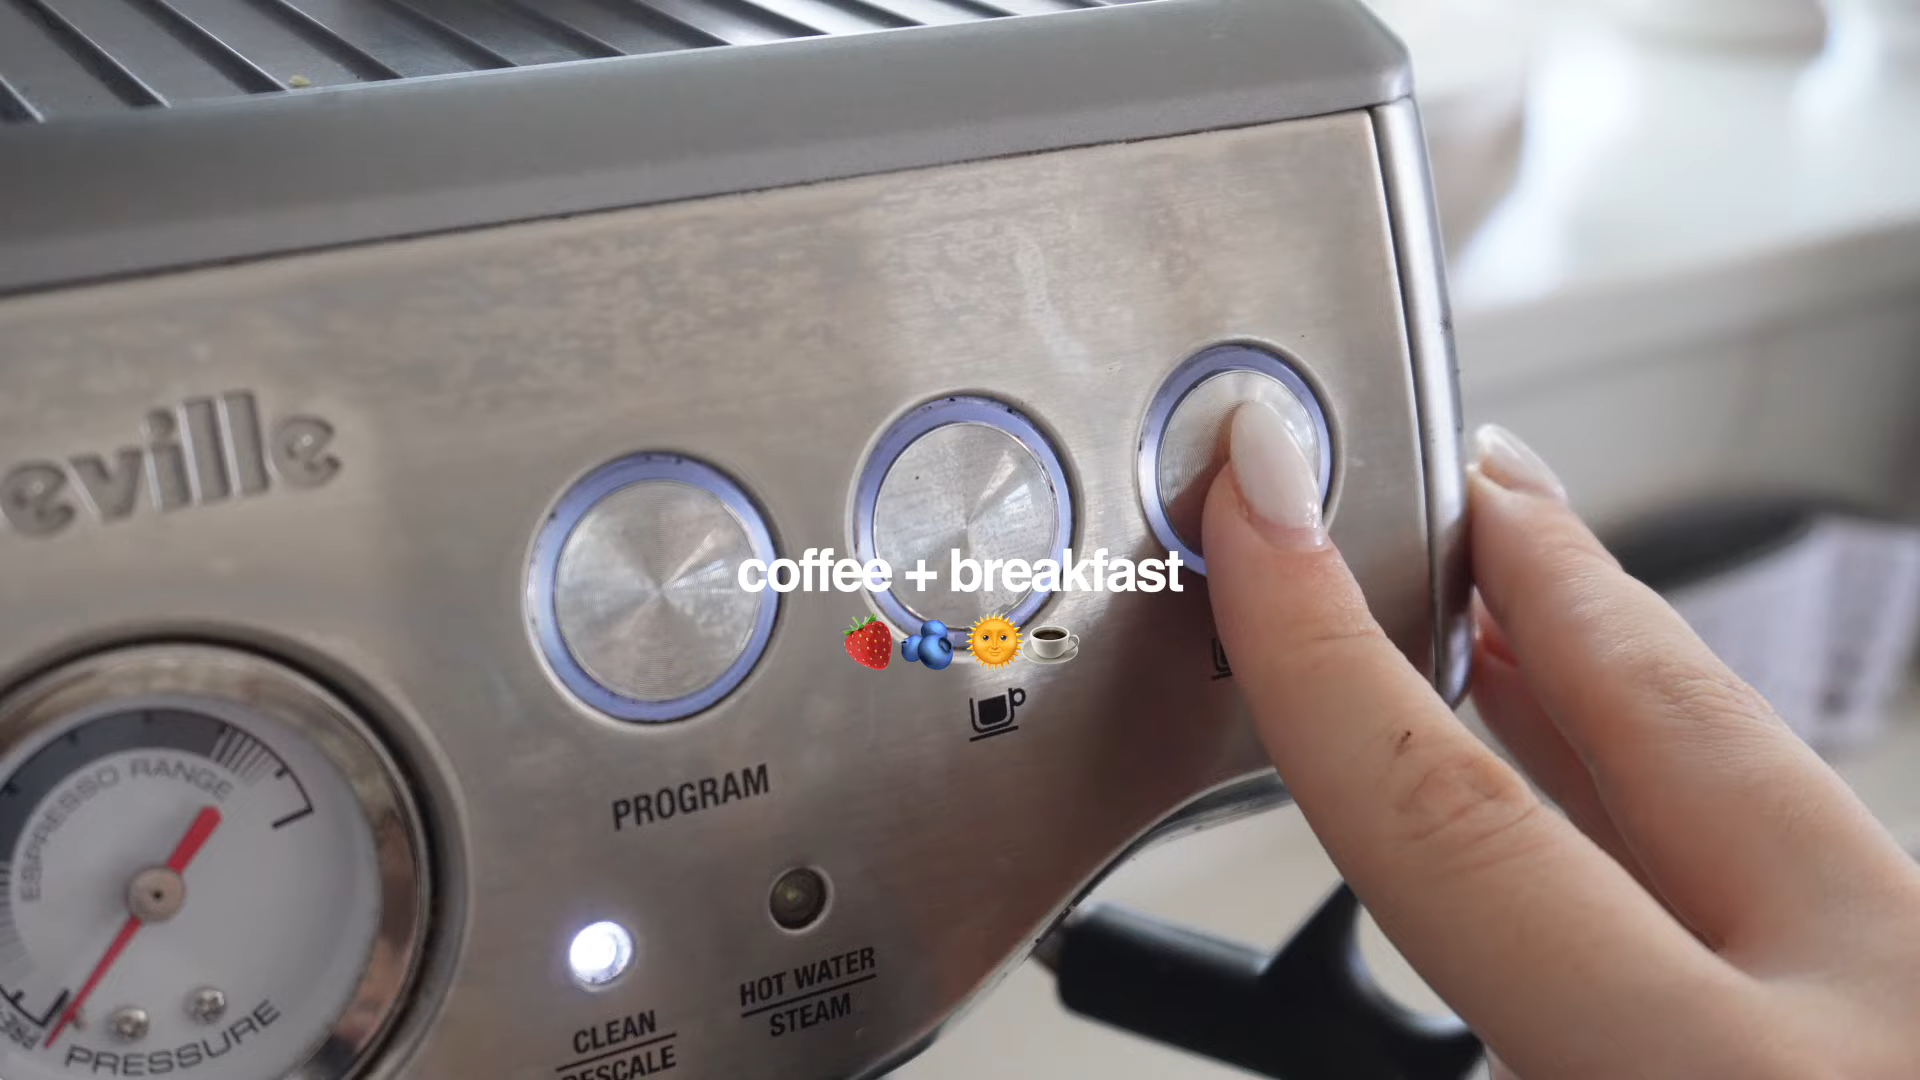 eville
coffee + breakfast
🍓🫐🌞☕
PROGRAM
ESPRESSO RANGE
PRESSURE
CLEAN
HOT WATER
STEAM